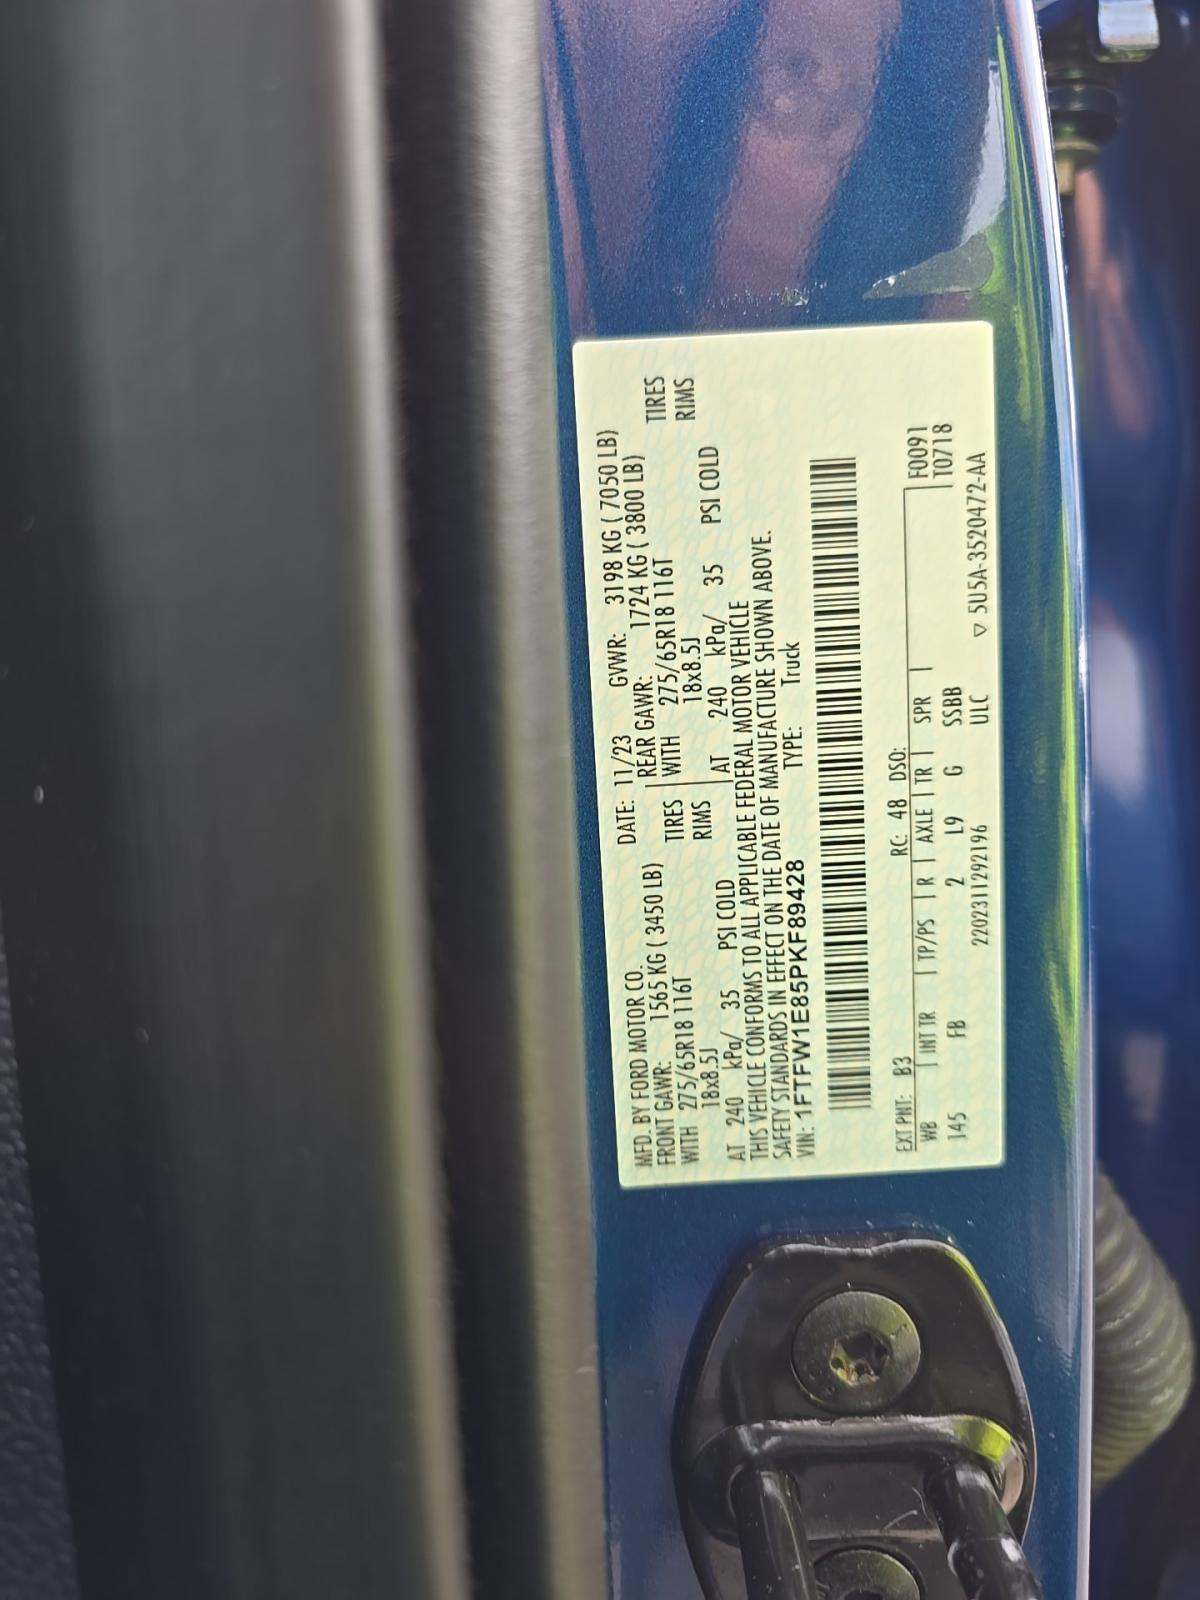 MFD. BY FORD MOTOR CO. DATE: 11/23 GVWR: 3198 KG ( 7050 LB)
FRONT GAWR: 1565 KG ( 3450 LB) REAR GAWR: 1724 KG ( 3800 LB)
WITH 275/65R18 116T TIRES WITH 275/65R18 116T TIRES
18x8.5J RIMS 18x8.5J RIMS
AT 240 kPa/ 35 PSI COLD AT 240 kPa/ 35 PSI COLD
THIS VEHICLE CONFORMS TO ALL APPLICABLE FEDERAL MOTOR VEHICLE
SAFETY STANDARDS IN EFFECT ON THE DATE OF MANUFACTURE SHOWN ABOVE.
VIN: 1FTFW1E85PKF89428 TYPE: Truck
EXT PNT: B3 RC: 48 DSO:
WB INT TR TP/PS R AXLE TR SPR F0091
145 FB 2 L9 G SSBB T0718
2202311292196 ULC ▽ 5U5A-3520472-AA